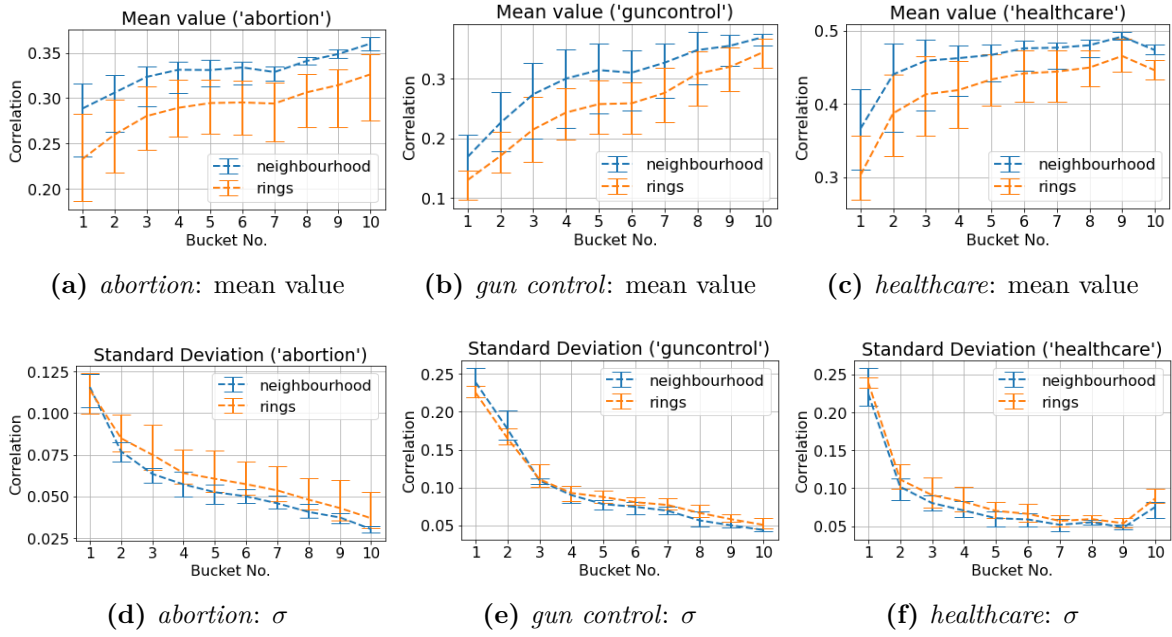 Mean value ('abortion')
Correlation
0.35
0.30
0.25
0.20
neighbourhood
rings
1 2 3 4 5 6 7 8 9 10
Bucket No.
(a) abortion: mean value
Mean value ('guncontrol')
Correlation
0.3
0.2
0.1
neighbourhood
rings
1 2 3 4 5 6 7 8 9 10
Bucket No.
(b) gun control: mean value
Mean value ('healthcare')
Correlation
0.5
0.4
0.3
neighbourhood
rings
1 2 3 4 5 6 7 8 9 10
Bucket No.
(c) healthcare: mean value
Standard Deviation ('abortion')
Correlation
0.125
0.100
0.075
0.050
0.025
neighbourhood
rings
1 2 3 4 5 6 7 8 9 10
Bucket No.
(d) abortion: σ
Standard Deviation ('guncontrol')
Correlation
0.25
0.20
0.15
0.10
0.05
neighbourhood
rings
1 2 3 4 5 6 7 8 9 10
Bucket No.
(e) gun control: σ
Standard Deviation ('healthcare')
Correlation
0.25
0.20
0.15
0.10
0.05
neighbourhood
rings
1 2 3 4 5 6 7 8 9 10
Bucket No.
(f) healthcare: σ